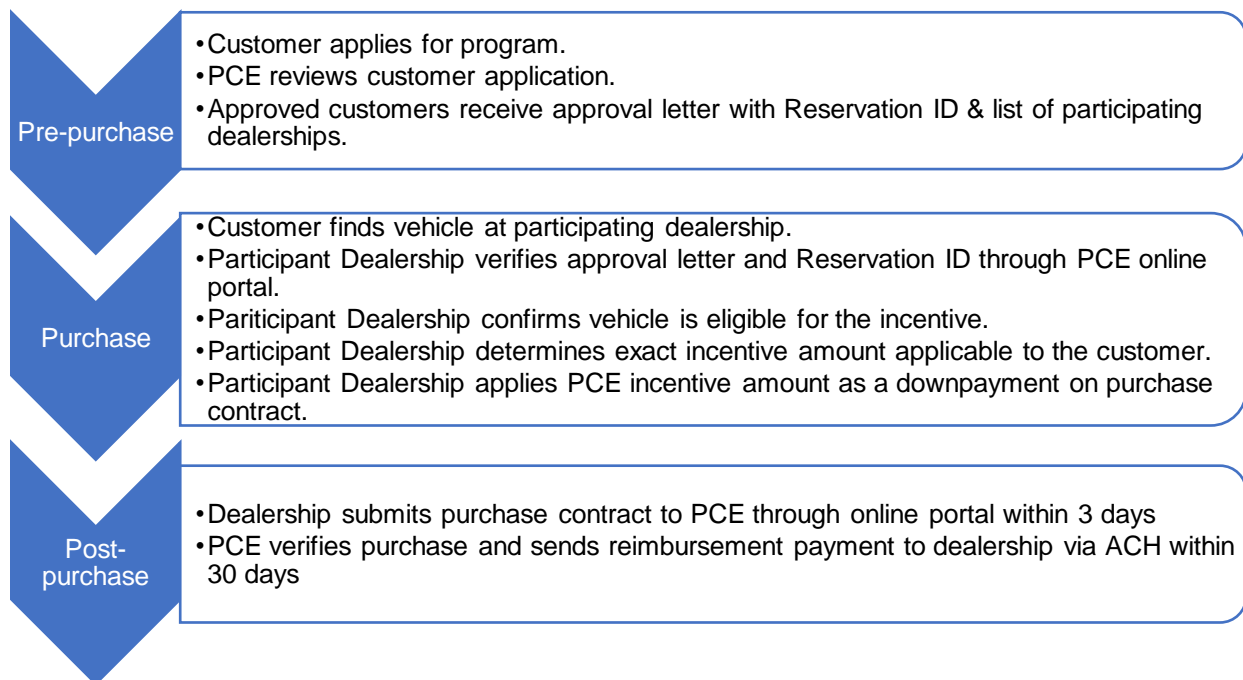 Pre-purchase
•Customer applies for program.
•PCE reviews customer application.
•Approved customers receive approval letter with Reservation ID & list of participating
dealerships.
Purchase
•Customer finds vehicle at participating dealership.
•Participant Dealership verifies approval letter and Reservation ID through PCE online
portal.
•Pariticipant Dealership confirms vehicle is eligible for the incentive.
•Participant Dealership determines exact incentive amount applicable to the customer.
•Participant Dealership applies PCE incentive amount as a downpayment on purchase
contract.
Post-
purchase
•Dealership submits purchase contract to PCE through online portal within 3 days
•PCE verifies purchase and sends reimbursement payment to dealership via ACH within
30 days